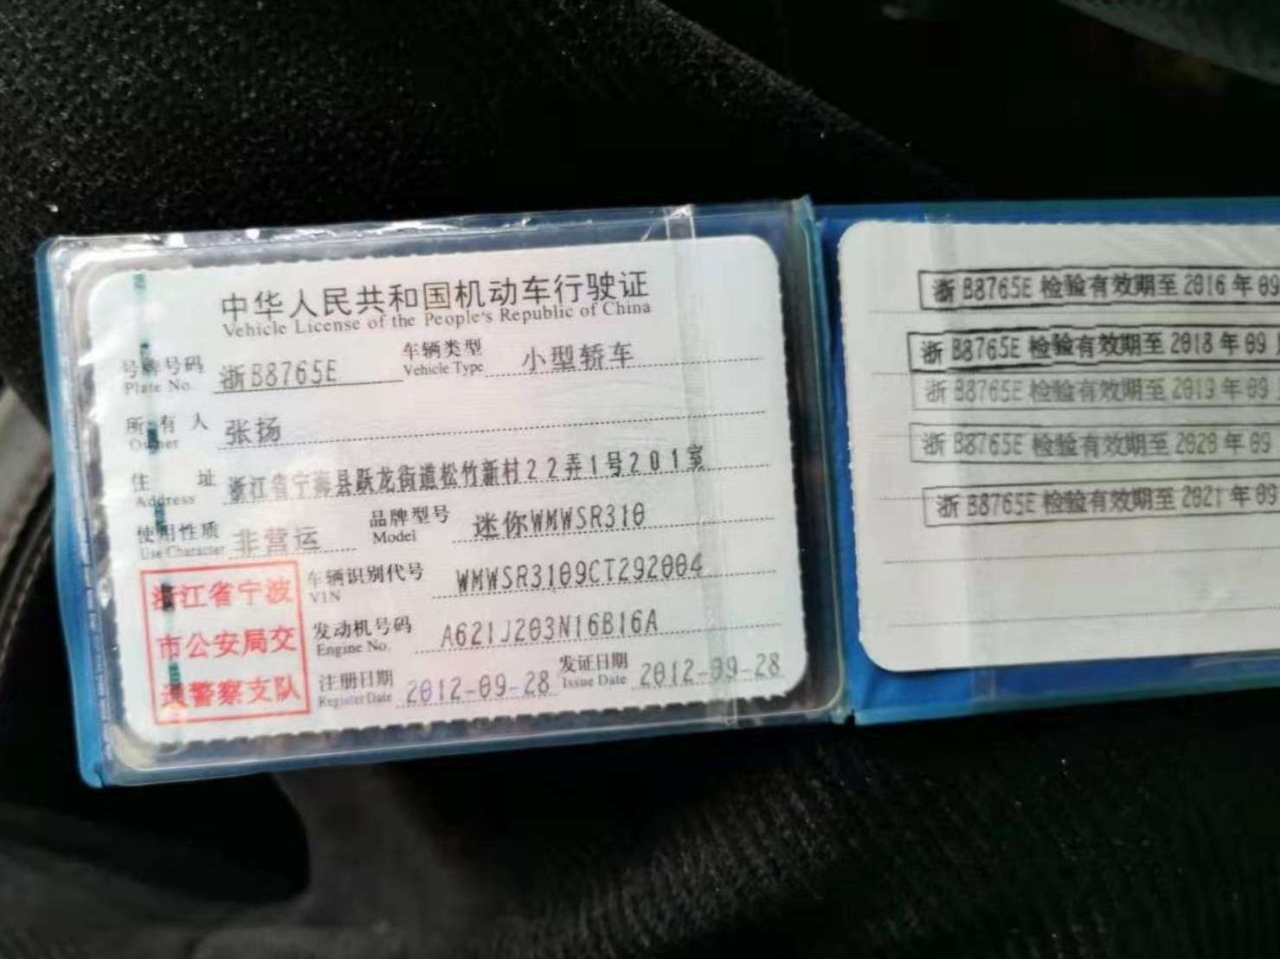 中华人民共和国机动车行驶证
Vehicle License of the People's Republic of China
号牌号码 浙B8765E 车辆类型 小型轿车
Plate No. Vehicle Type
所有人 张扬
Owner
住址 浙江省宁海县跃龙街道松竹新村22弄1号201室
Address
使用性质 非营运 品牌型号 迷你WMWSR310
Use Character Model
车辆识别代号 WMWSR3109CT292004
VIN
发动机号码 A621J203N16B16A
Engine No.
注册日期 2012-09-28 发证日期 2012-09-28
Register Date Issue Date
浙江省宁波
市公安局交
通警察支队
浙B8765E 检验有效期至2016年09
浙B8765E 检验有效期至2018年09
浙B8765E 检验有效期至2019年09
浙B8765E 检验有效期至2020年09
浙B8765E 检验有效期至2021年09